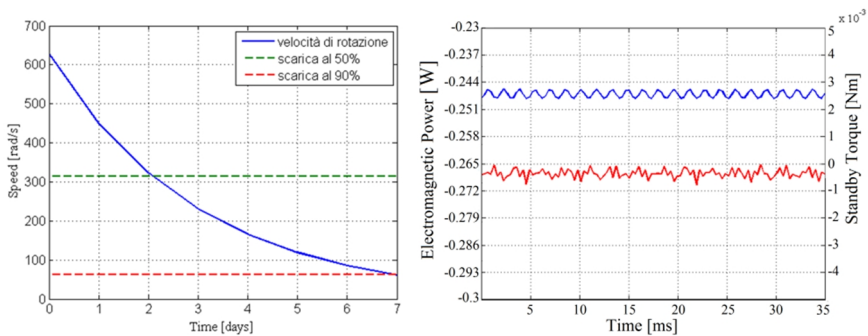 700
600
500
400
300
200
100
0
Speed [rad/s]
0 1 2 3 4 5 6 7
Time [days]
velocità di rotazione
scarica al 50%
scarica al 90%
-0.23
-0.237
-0.244
-0.251
-0.258
-0.265
-0.272
-0.279
-0.286
-0.293
-0.3
Electromagnetic Power [W]
5 10 15 20 25 30 35
Time [ms]
5 x 10⁻³
4
3
2
1
0
-1
-2
-3
-4
Standby Torque [Nm]